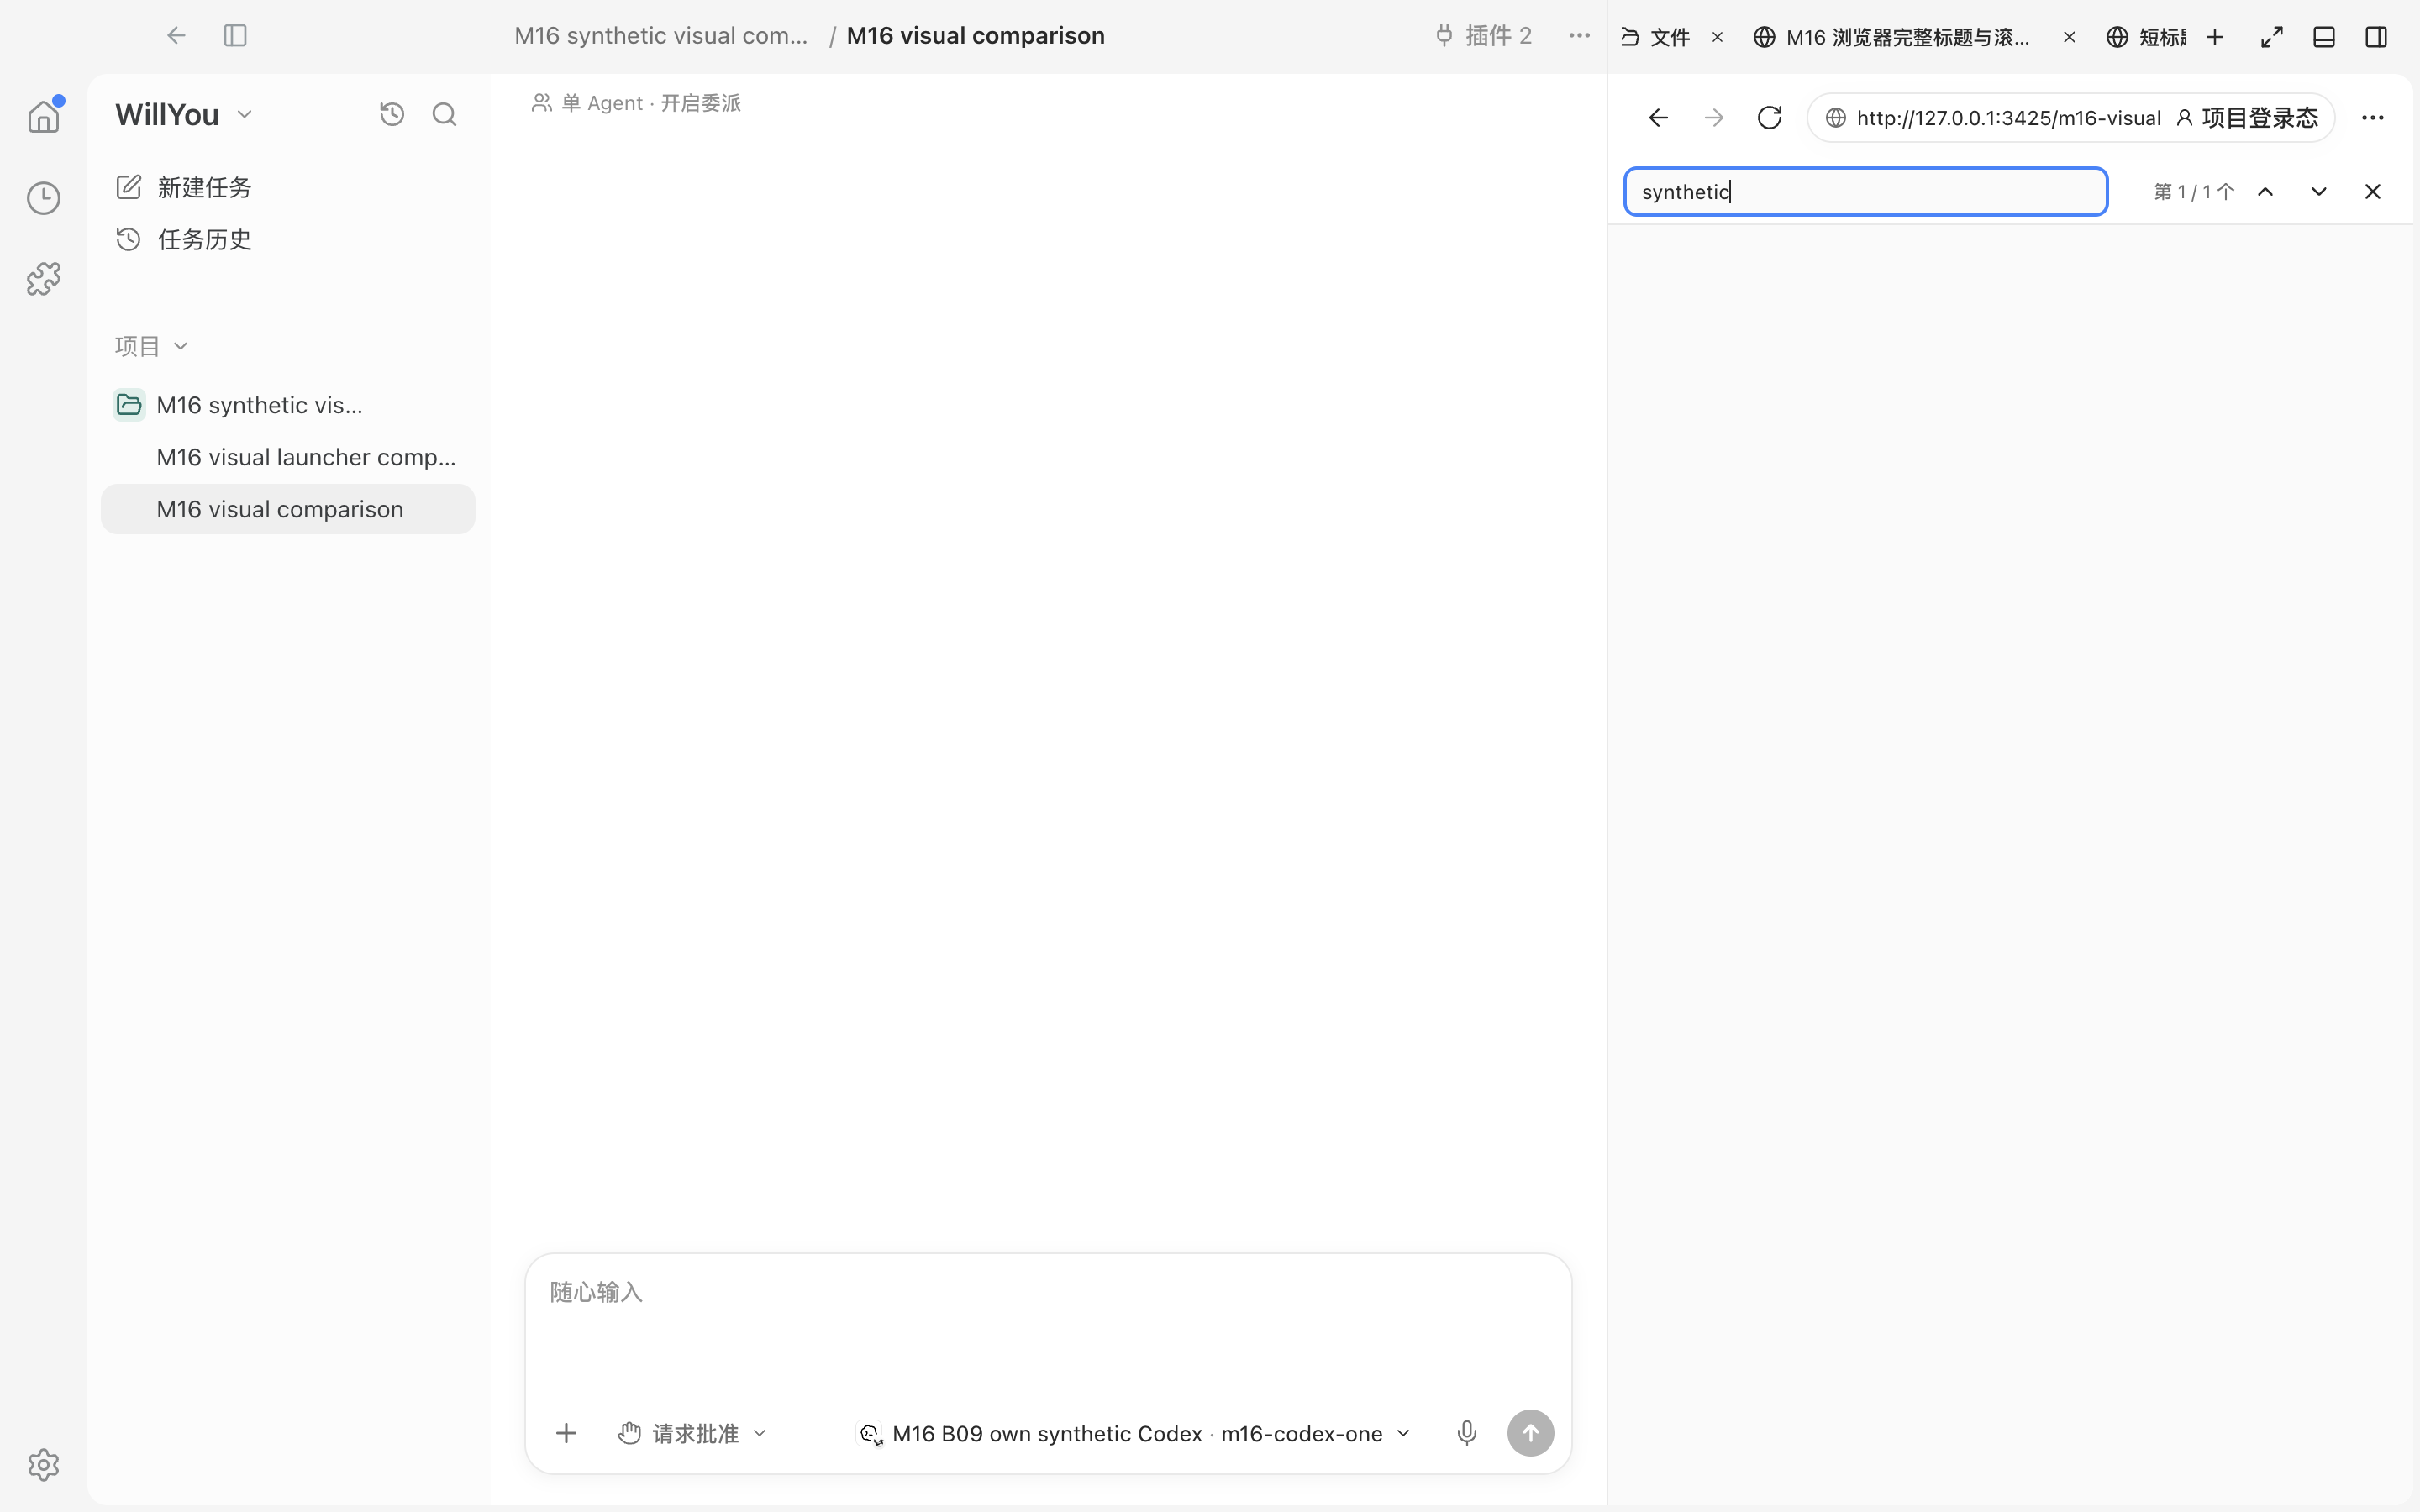 M16 synthetic visual com... / M16 visual comparison
插件 2
文件
M16 浏览器完整标题与滚...
短标
WillYou
单 Agent · 开启委派
http://127.0.0.1:3425/m16-visual
项目登录态
synthetic
第 1 / 1 个
新建任务
任务历史
项目
M16 synthetic vis...
M16 visual launcher comp...
M16 visual comparison
随心输入
请求批准
M16 B09 own synthetic Codex · m16-codex-one